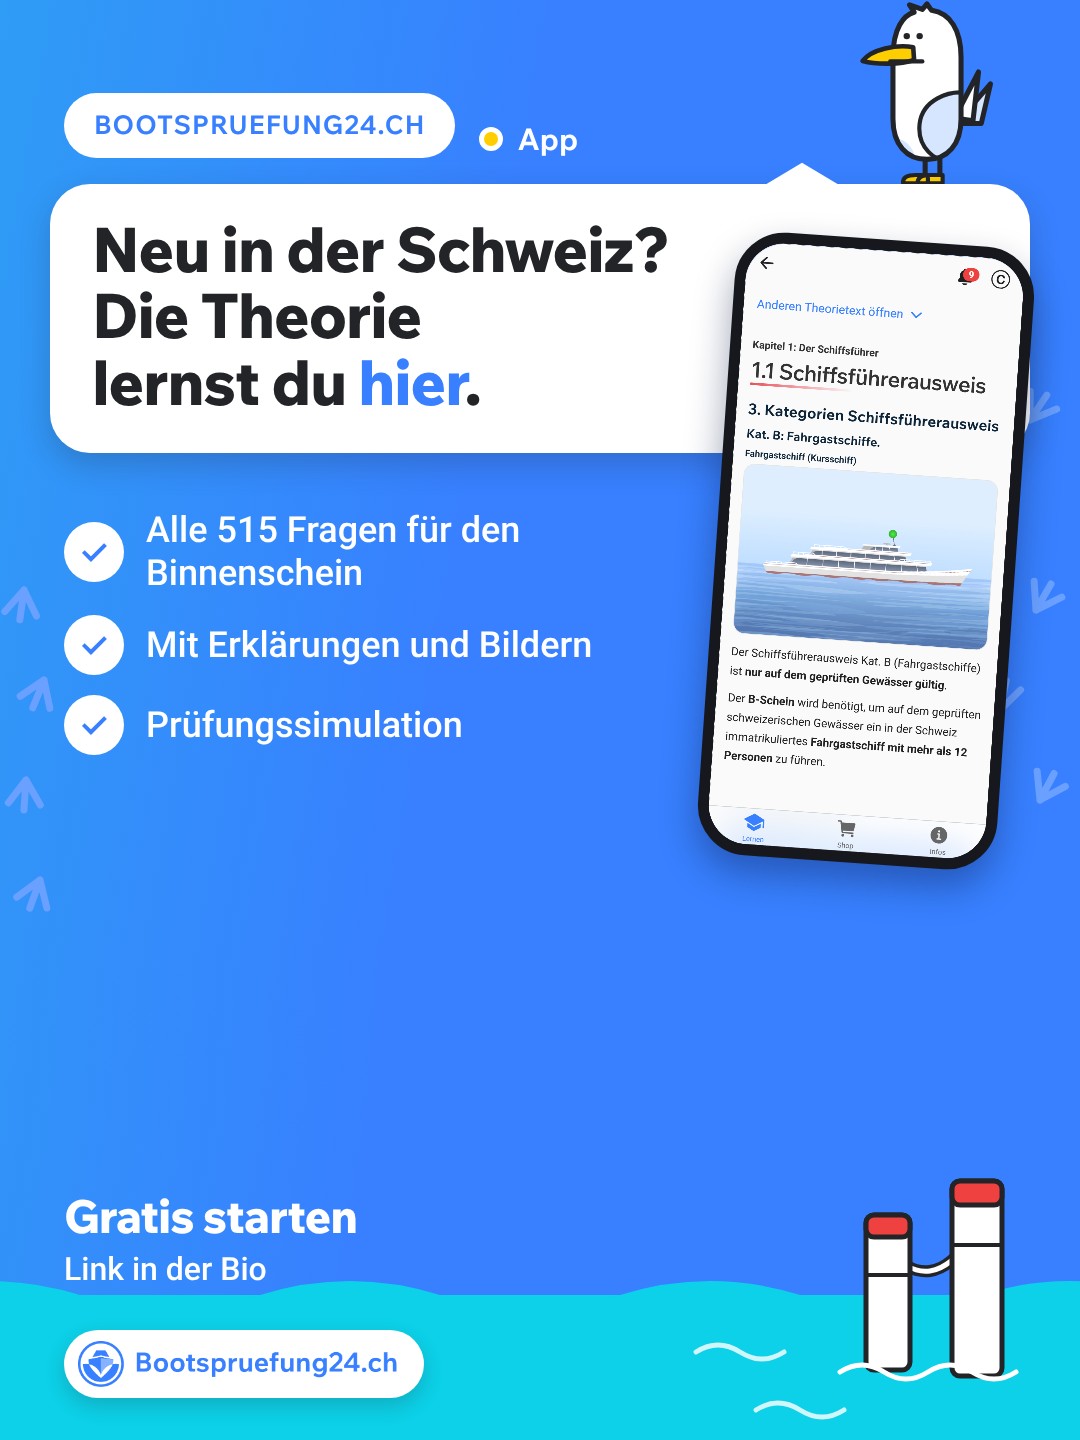 BOOTSPRUEFUNG24.CH
App
Neu in der Schweiz?
Die Theorie
lernst du hier.
9
C
Anderen Theorietext öffnen
Kapitel 1: Der Schiffsführer
1.1 Schiffsführerausweis
3. Kategorien Schiffsführerausweis
Kat. B: Fahrgastschiffe.
Fahrgastschiff (Kursschiff)
Der Schiffsführerausweis Kat. B (Fahrgastschiffe)
ist nur auf dem geprüften Gewässer gültig.
Der B-Schein wird benötigt, um auf dem geprüften
schweizerischen Gewässer ein in der Schweiz
immatrikuliertes Fahrgastschiff mit mehr als 12
Personen zu führen.
Lernen
Shop
Infos
Alle 515 Fragen für den
Binnenschein
Mit Erklärungen und Bildern
Prüfungssimulation
Gratis starten
Link in der Bio
Bootspruefung24.ch